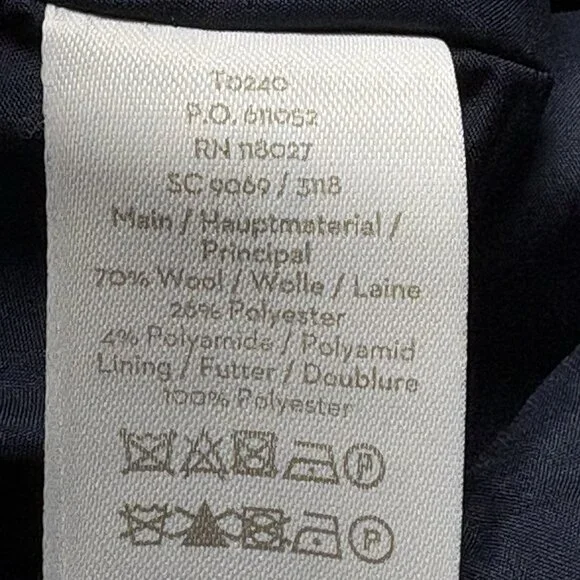 T0240
P.O. 611052
RN 118027
SC 9069 / 3118
Main / Hauptmaterial /
Principal
70% Wool / Wolle / Laine
26% Polyester
4% Polyamide / Polyamid
Lining / Futter / Doublure
100% Polyester
P
P